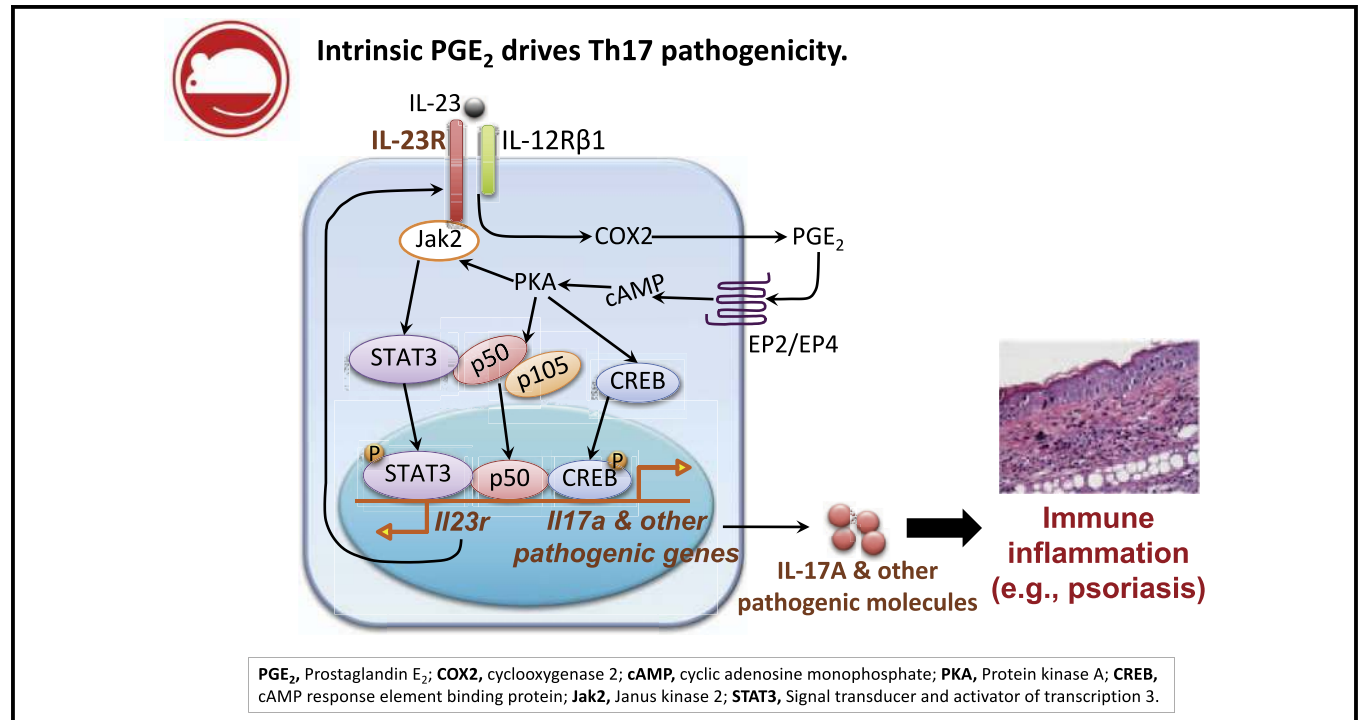 Intrinsic PGE₂ drives Th17 pathogenicity.
IL-23
IL-23R
IL-12Rβ1
Jak2
COX2
PGE₂
PKA
cAMP
EP2/EP4
STAT3
p50
p105
CREB
P
STAT3
p50
CREB
P
Il23r
Il17a & other
pathogenic genes
IL-17A & other
pathogenic molecules
Immune
inflammation
(e.g., psoriasis)
PGE₂, Prostaglandin E₂; COX2, cyclooxygenase 2; cAMP, cyclic adenosine monophosphate; PKA, Protein kinase A; CREB,
cAMP response element binding protein; Jak2, Janus kinase 2; STAT3, Signal transducer and activator of transcription 3.